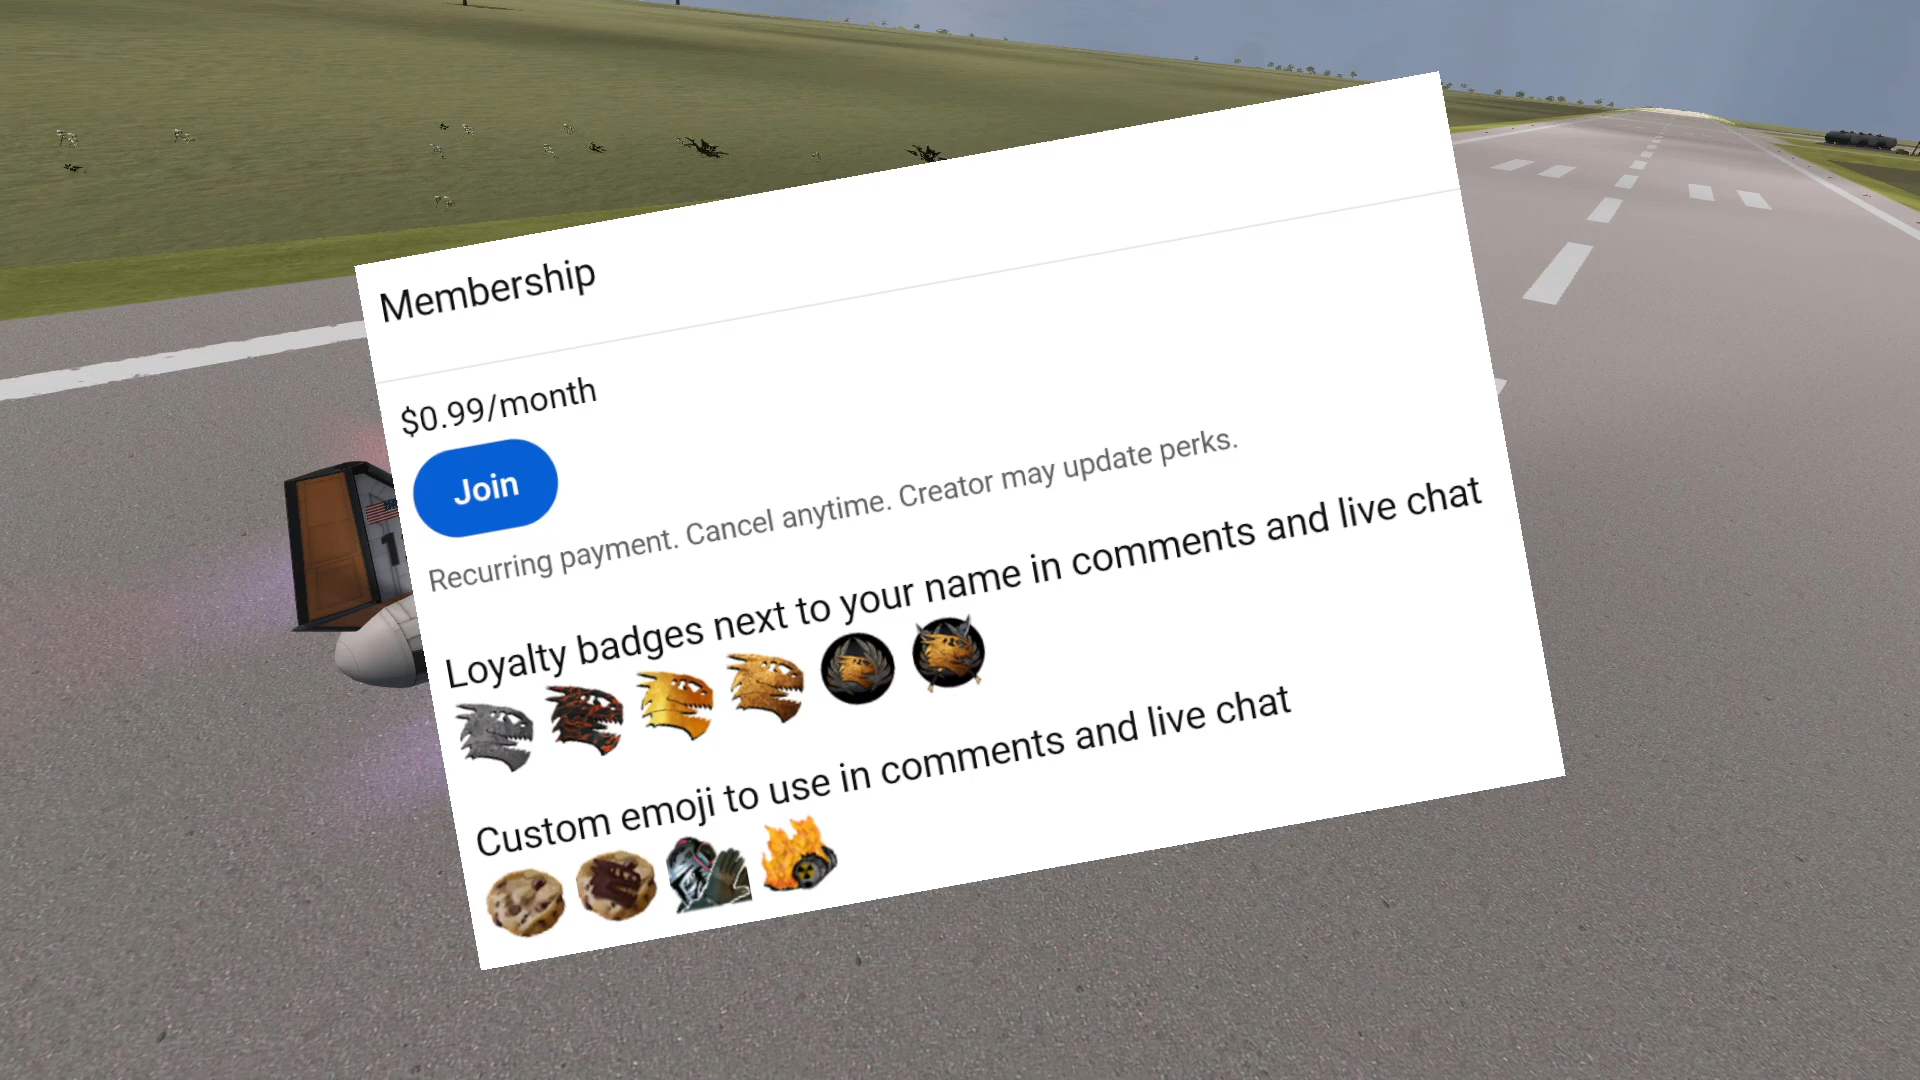 Membership
$0.99/month
Join
Recurring payment. Cancel anytime. Creator may update perks.
Loyalty badges next to your name in comments and live chat
Custom emoji to use in comments and live chat
1